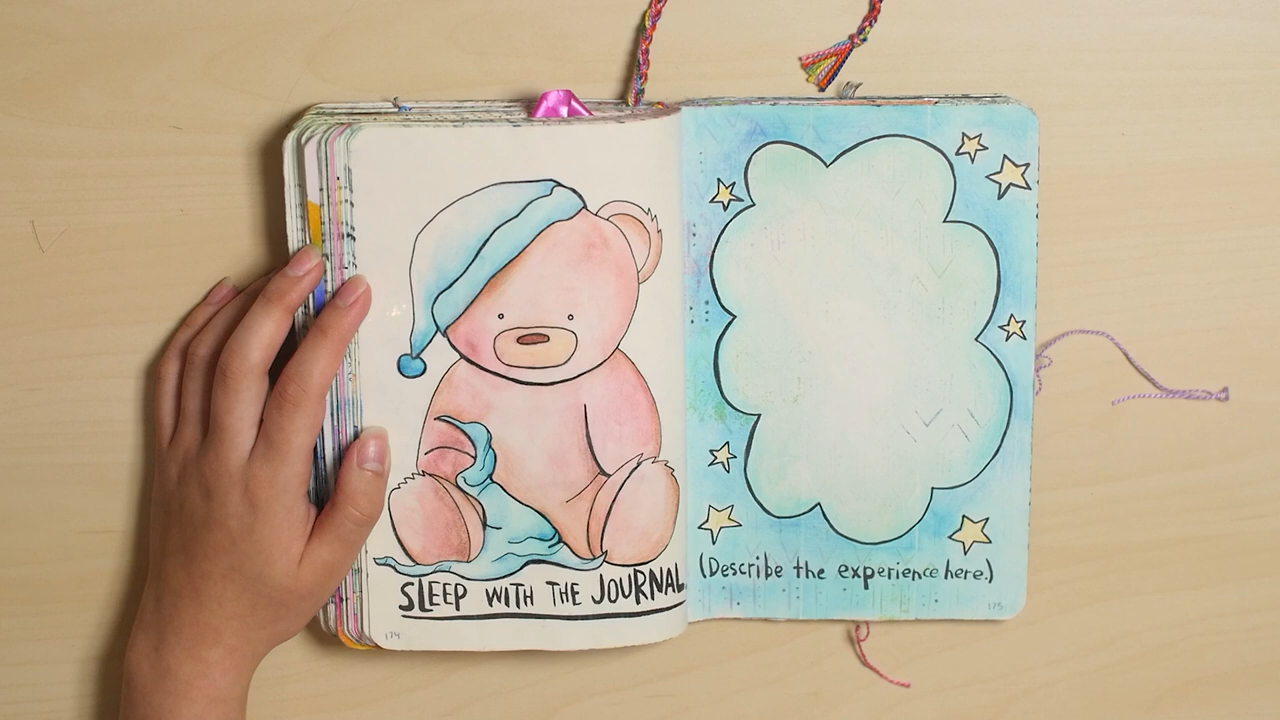 SLEEP WITH THE JOURNAL.
(Describe the experience here.)
174
175